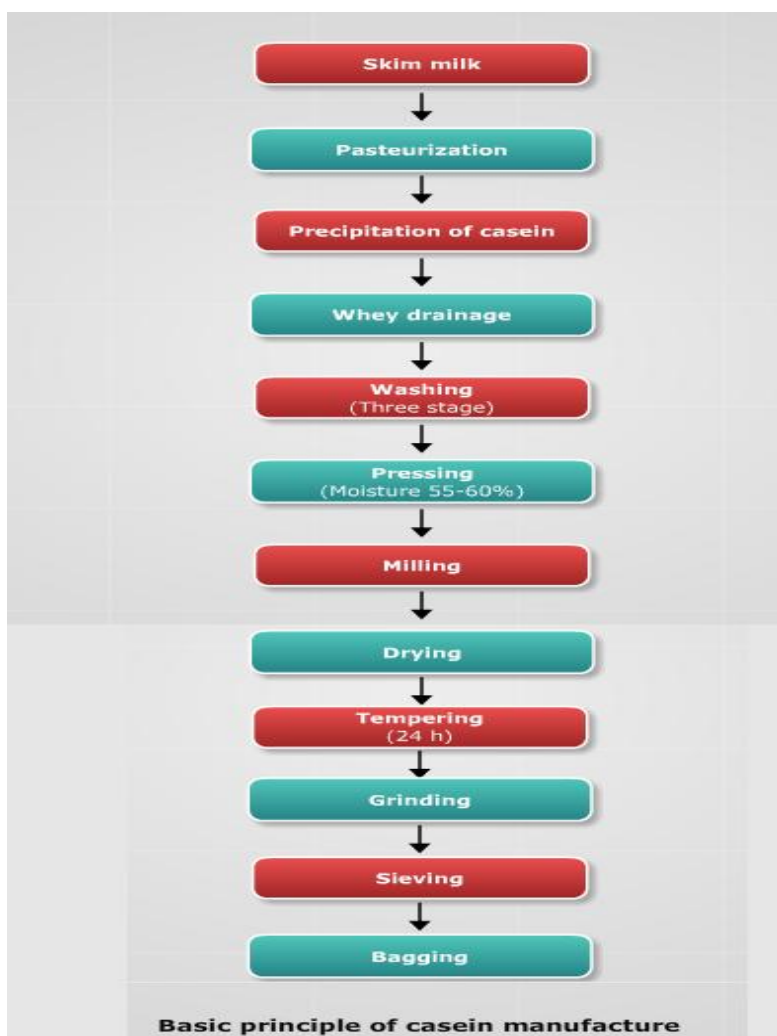 Skim milk
Pasteurization
Precipitation of casein
Whey drainage
Washing
(Three stage)
Pressing
(Moisture 55-60%)
Milling
Drying
Tempering
(24 h)
Grinding
Sieving
Bagging
Basic principle of casein manufacture